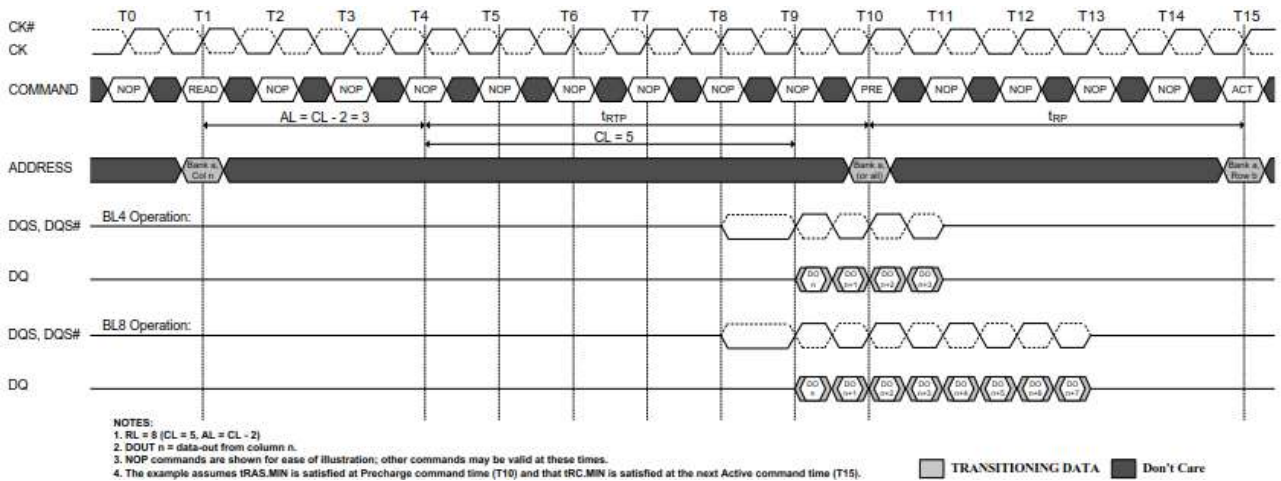 T0 T1 T2 T3 T4 T5 T6 T7 T8 T9 T10 T11 T12 T13 T14 T15
CK#
CK
COMMAND NOP READ NOP NOP NOP NOP NOP NOP NOP NOP PRE NOP NOP NOP NOP ACT
AL = CL - 2 = 3 tRTP tRP
CL = 5
ADDRESS Bank a, Col n Bank a, (or all) Bank a, Row b
BL4 Operation:
DQS, DQS#
DQ DO n DO n+1 DO n+2 DO n+3
BL8 Operation:
DQS, DQS#
DQ DO n DO n+1 DO n+2 DO n+3 DO n+4 DO n+5 DO n+6 DO n+7
NOTES:
1. RL = 8 (CL = 5, AL = CL - 2)
2. DOUT n = data-out from column n.
3. NOP commands are shown for ease of illustration; other commands may be valid at these times.
4. The example assumes tRAS.MIN is satisfied at Precharge command time (T10) and that tRC.MIN is satisfied at the next Active command time (T15).
TRANSITIONING DATA Don't Care